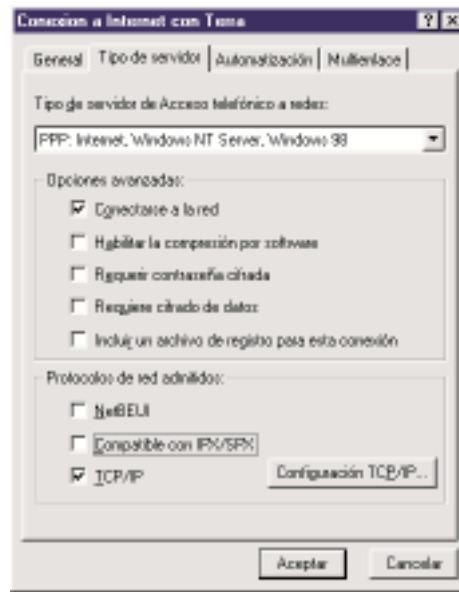 Conexion a Internet con Terra
General Tipo de servidor Automatización Multienlace
Tipo de servidor de Acceso telefónico a redes:
PPP: Internet, Windows NT Server, Windows 98
Opciones avanzadas:
Conectarse a la red
Habilitar la compresión por software
Requerir contraseña cifrada
Requiere cifrado de datos
Incluir un archivo de registro para esta conexión
Protocolos de red admitidos:
NetBEUI
Compatible con IPX/SPX
TCP/IP Configuración TCP/IP...
Aceptar Cancelar